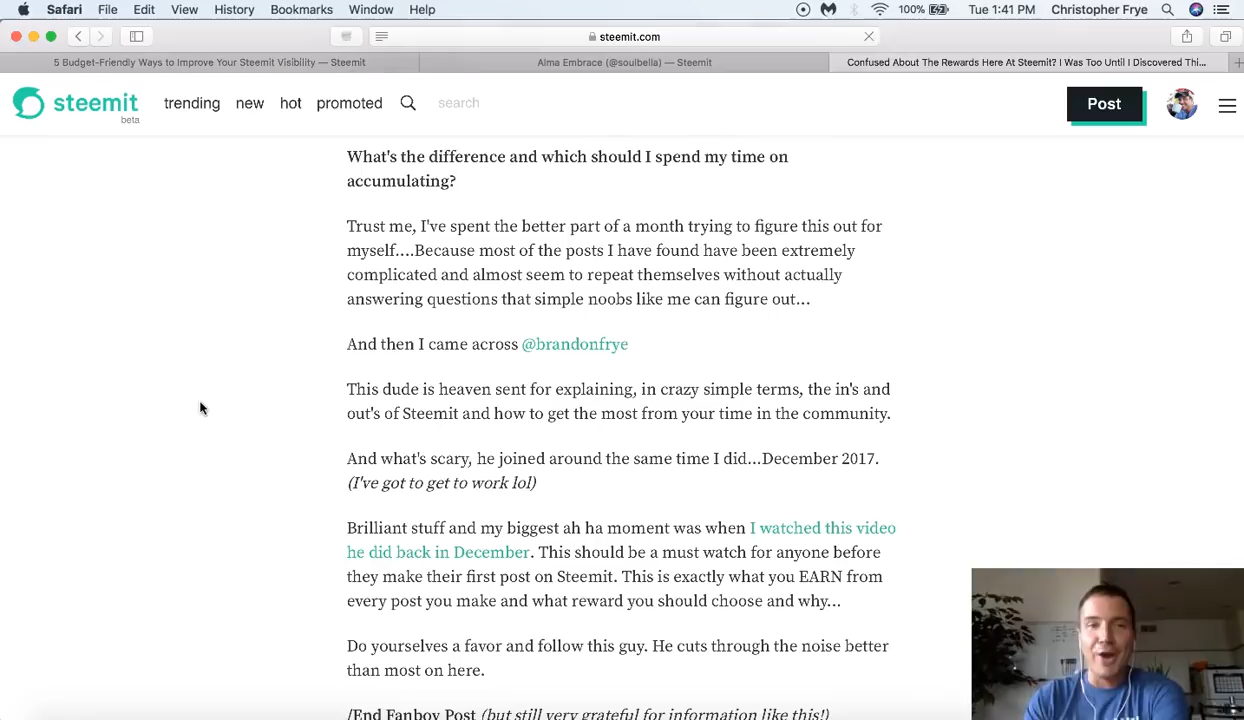 Safari File Edit View History Bookmarks Window Help 100% Tue 1:41 PM Christopher Frye
steemit.com
5 Budget-Friendly Ways to Improve Your Steemit Visibility — Steemit
Alma Embrace (@soulbella) — Steemit
Confused About The Rewards Here At Steemit? I Was Too Until I Discovered Thi...
steemit
beta
trending new hot promoted search Post
What's the difference and which should I spend my time on
accumulating?
Trust me, I've spent the better part of a month trying to figure this out for
myself....Because most of the posts I have found have been extremely
complicated and almost seem to repeat themselves without actually
answering questions that simple noobs like me can figure out...
And then I came across @brandonfrye
This dude is heaven sent for explaining, in crazy simple terms, the in's and
out's of Steemit and how to get the most from your time in the community.
And what's scary, he joined around the same time I did...December 2017.
(I've got to get to work lol)
Brilliant stuff and my biggest ah ha moment was when I watched this video
he did back in December. This should be a must watch for anyone before
they make their first post on Steemit. This is exactly what you EARN from
every post you make and what reward you should choose and why...
Do yourselves a favor and follow this guy. He cuts through the noise better
than most on here.
/End Fanboy Post (but still very grateful for information like this!)